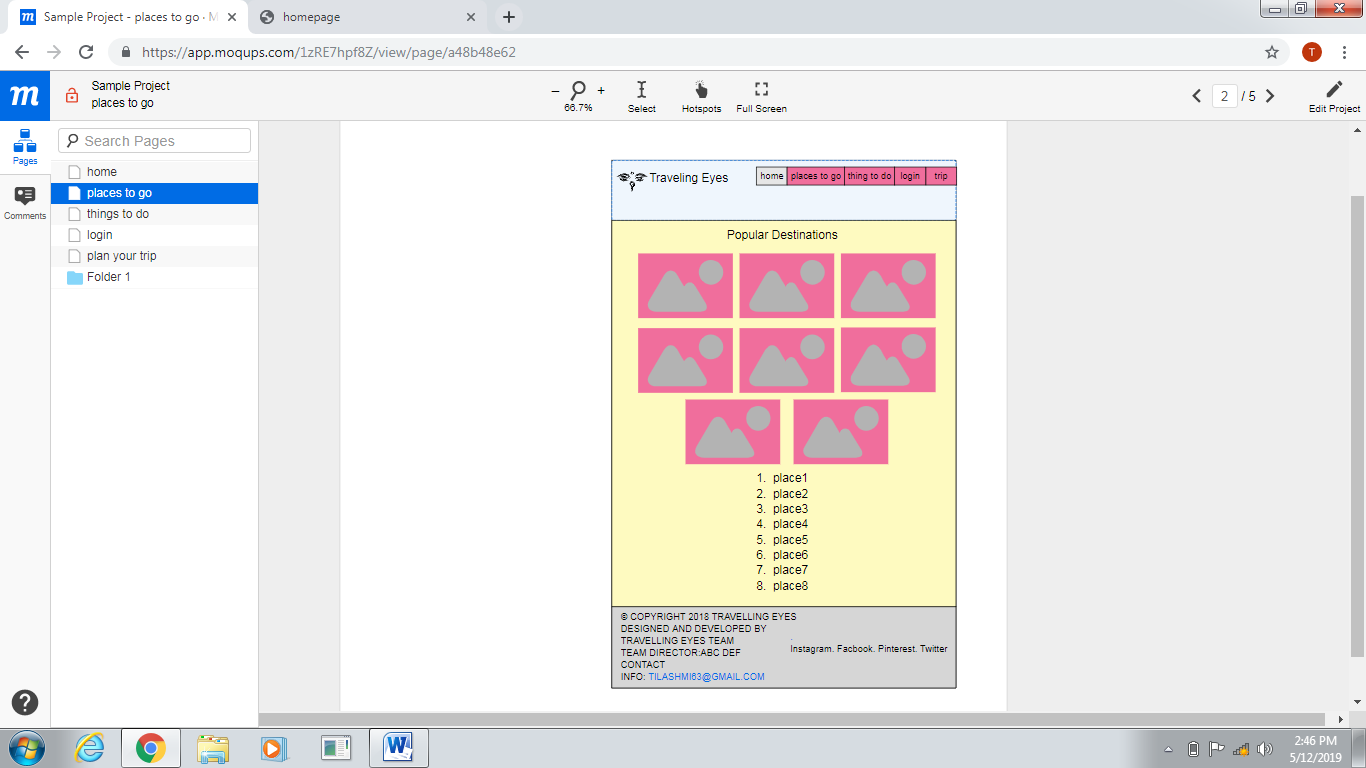 Sample Project - places to go · M
homepage
https://app.moqups.com/1zRE7hpf8Z/view/page/a48b48e62
T
m
Sample Project
places to go
66.7%
Select
Hotspots
Full Screen
2 / 5
Edit Project
Pages
Comments
Search Pages
home
places to go
things to do
login
plan your trip
Folder 1
Traveling Eyes
home places to go thing to do login trip
Popular Destinations
1. place1
2. place2
3. place3
4. place4
5. place5
6. place6
7. place7
8. place8
© COPYRIGHT 2018 TRAVELLING EYES
DESIGNED AND DEVELOPED BY
TRAVELLING EYES TEAM
TEAM DIRECTOR:ABC DEF
CONTACT
INFO: TILASHMI63@GMAIL.COM
Instagram. Facbook. Pinterest. Twitter
2:46 PM
5/12/2019